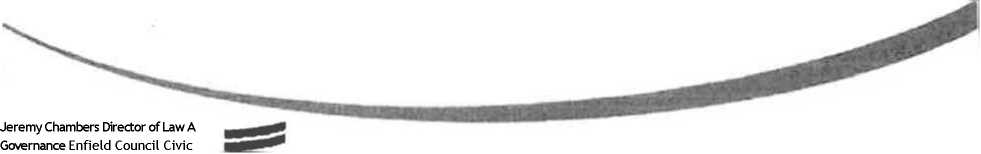 Jeremy Chambers Director of Law A
Governance Enfield Council Civic